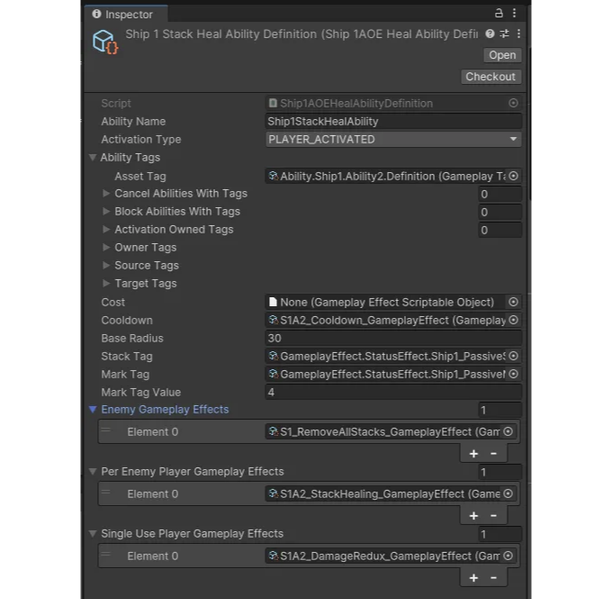 Inspector
Ship 1 Stack Heal Ability Definition (Ship 1AOE Heal Ability Defi
Open
Checkout
Script Ship1AOEHealAbilityDefinition
Ability Name Ship1StackHealAbility
Activation Type PLAYER_ACTIVATED
Ability Tags
Asset Tag Ability.Ship1.Ability2.Definition (Gameplay Ta
Cancel Abilities With Tags 0
Block Abilities With Tags 0
Activation Owned Tags 0
Owner Tags
Source Tags
Target Tags
Cost None (Gameplay Effect Scriptable Object)
Cooldown S1A2_Cooldown_GameplayEffect (Gameplay
Base Radius 30
Stack Tag GameplayEffect.StatusEffect.Ship1_PassiveS
Mark Tag GameplayEffect.StatusEffect.Ship1_PassiveM
Mark Tag Value 4
Enemy Gameplay Effects 1
Element 0 S1_RemoveAllStacks_GameplayEffect (Gam
+ -
Per Enemy Player Gameplay Effects 1
Element 0 S1A2_StackHealing_GameplayEffect (Game
+ -
Single Use Player Gameplay Effects 1
Element 0 S1A2_DamageRedux_GameplayEffect (Gam
+ -